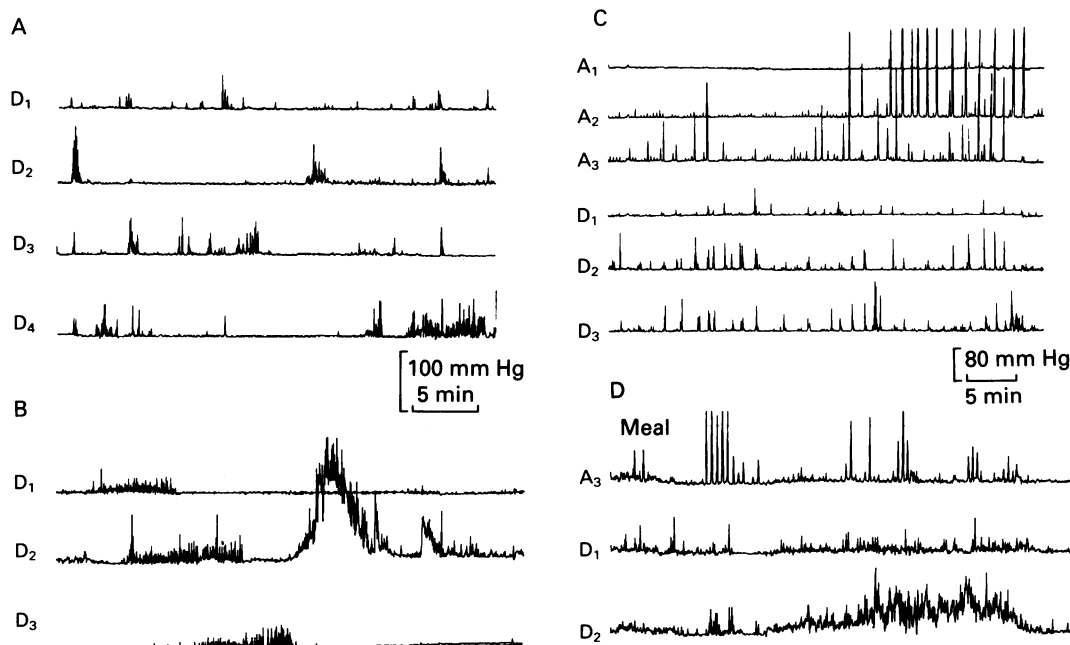 A
D1
D2
D3
D4
100 mm Hg
5 min
B
D1
D2
D3
C
A1
A2
A3
D1
D2
D3
80 mm Hg
5 min
D
Meal
A3
D1
D2